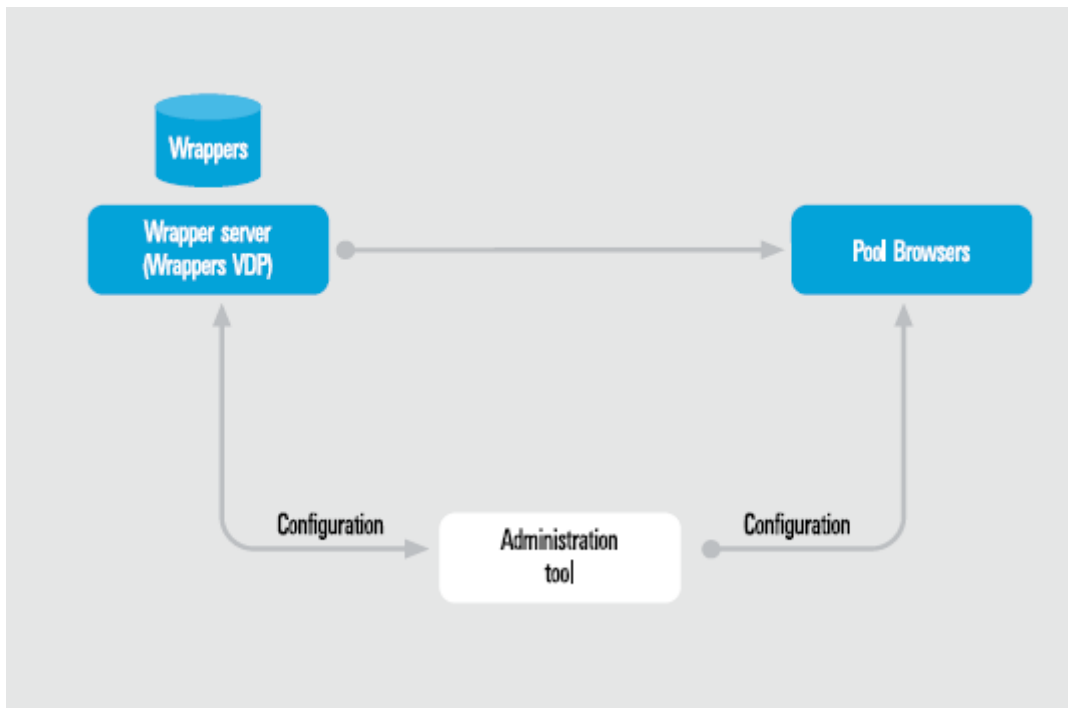 Wrappers
Wrapper server
(Wrappers VDP)
Pool Browsers
Configuration
Configuration
Administration
tool